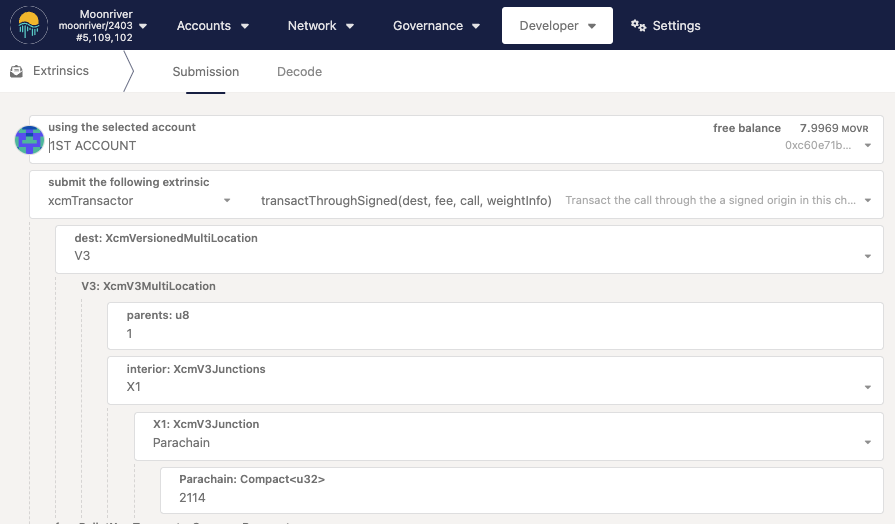 Moonriver
moonriver/2403
#5,109,102
Accounts
Network
Governance
Developer
Settings
Extrinsics
Submission
Decode
using the selected account
1ST ACCOUNT
free balance 7.9969 MOVR
0xc60e71b...
submit the following extrinsic
xcmTransactor
transactThroughSigned(dest, fee, call, weightInfo)
Transact the call through the a signed origin in this ch...
dest: XcmVersionedMultiLocation
V3
V3: XcmV3MultiLocation
parents: u8
1
interior: XcmV3Junctions
X1
X1: XcmV3Junction
Parachain
Parachain: Compact<u32>
2114